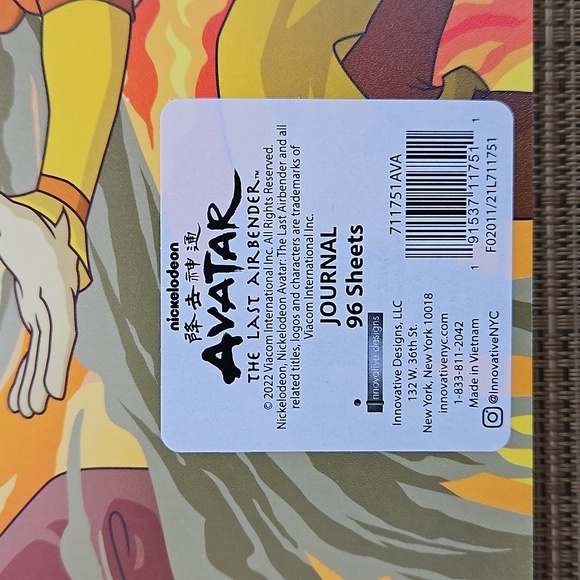 nickelodeon
降去神通
AVATAR
THE LAST AIRBENDER™
© 2022 Viacom International Inc. All Rights Reserved.
Nickelodeon, Nickelodeon Avatar: The Last Airbender and all
related titles, logos and characters are trademarks of
Viacom International Inc.
JOURNAL
96 Sheets
innovative designs
Innovative Designs, LLC
132 W. 36th St.
New York, New York 10018
innovativenyc.com
1-833-811-2042
Made in Vietnam
@InnovativeNYC
711751AVA
1 91537 11751 1
F02011/21L711751